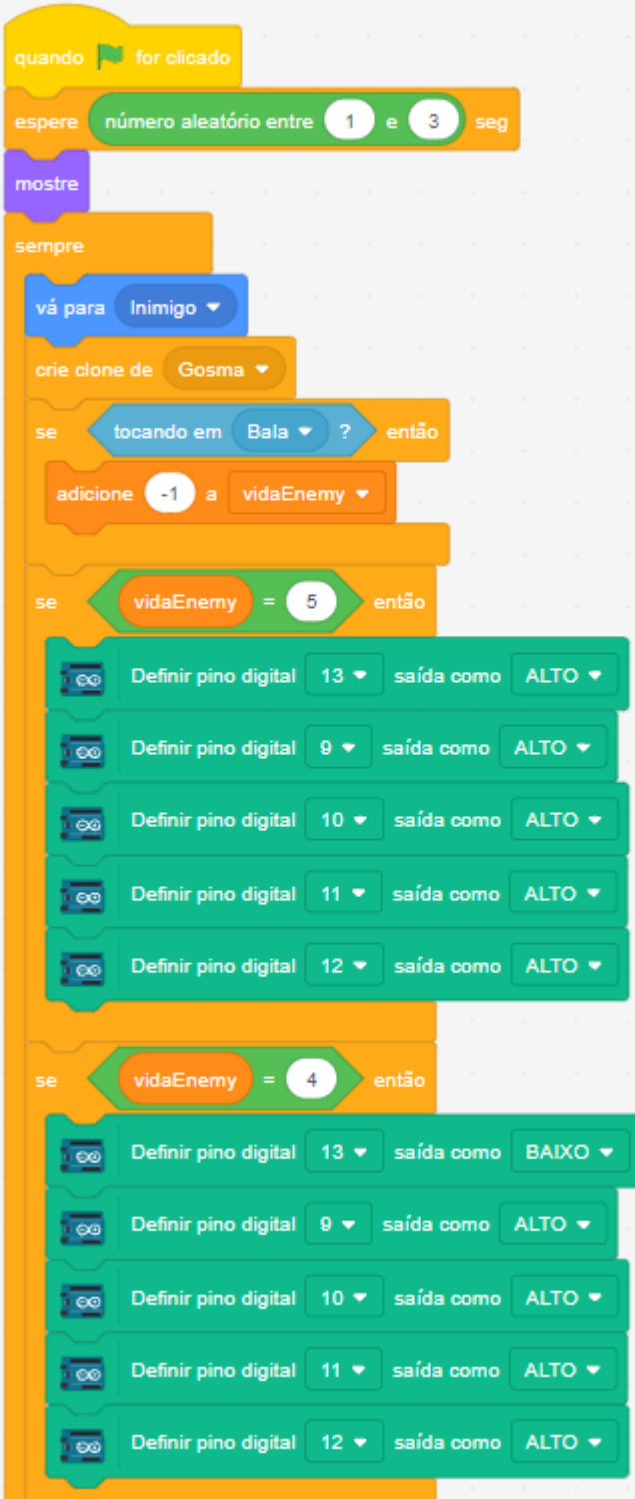 quando for clicado
espere número aleatório entre 1 e 3 seg
mostre
sempre
vá para Inimigo
crie clone de Gosma
se tocando em Bala ? então
adicione -1 a vidaEnemy
se vidaEnemy = 5 então
Definir pino digital 13 saída como ALTO
Definir pino digital 9 saída como ALTO
Definir pino digital 10 saída como ALTO
Definir pino digital 11 saída como ALTO
Definir pino digital 12 saída como ALTO
se vidaEnemy = 4 então
Definir pino digital 13 saída como BAIXO
Definir pino digital 9 saída como ALTO
Definir pino digital 10 saída como ALTO
Definir pino digital 11 saída como ALTO
Definir pino digital 12 saída como ALTO